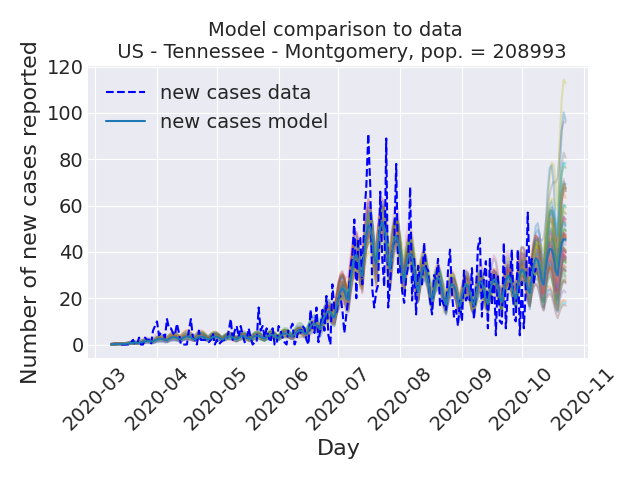 Model comparison to data
US - Tennessee - Montgomery, pop. = 208993
Number of new cases reported
120
100
80
60
40
20
0
new cases data
new cases model
2020-03
2020-04
2020-05
2020-06
2020-07
2020-08
2020-09
2020-10
2020-11
Day